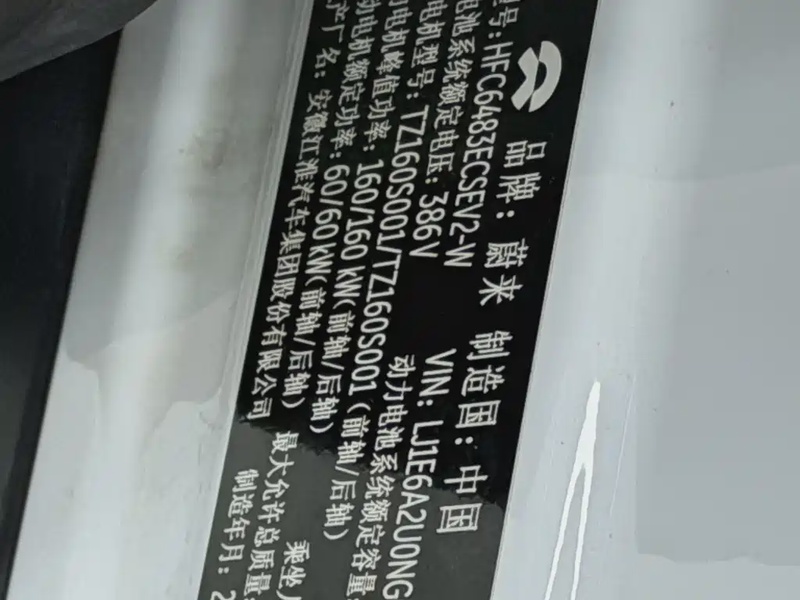 品牌: 蔚来 制造国: 中国
型号: HFC6483ECSEV2-W VIN: LJ1E6A2U0NG
电池系统额定电压: 386V 动力电池系统额定容量:
电机型号: TZ160S001/TZ160S001 (前轴/后轴)
电机峰值功率: 160/160 kW(前轴/后轴) 乘坐人
动电机额定功率: 60/60 kW(前轴/后轴) 最大允许总质量:
产厂名: 安徽江淮汽车集团股份有限公司 制造年月: 2